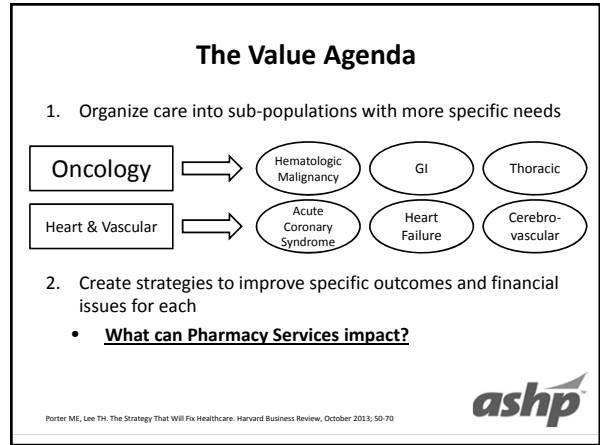 The Value Agenda
1. Organize care into sub-populations with more specific needs
Oncology
Hematologic
Malignancy
GI
Thoracic
Heart & Vascular
Acute
Coronary
Syndrome
Heart
Failure
Cerebro-
vascular
2. Create strategies to improve specific outcomes and financial
issues for each
• What can Pharmacy Services impact?
Porter ME, Lee TH. The Strategy That Will Fix Healthcare. Harvard Business Review, October 2013; 50-70
ashp™